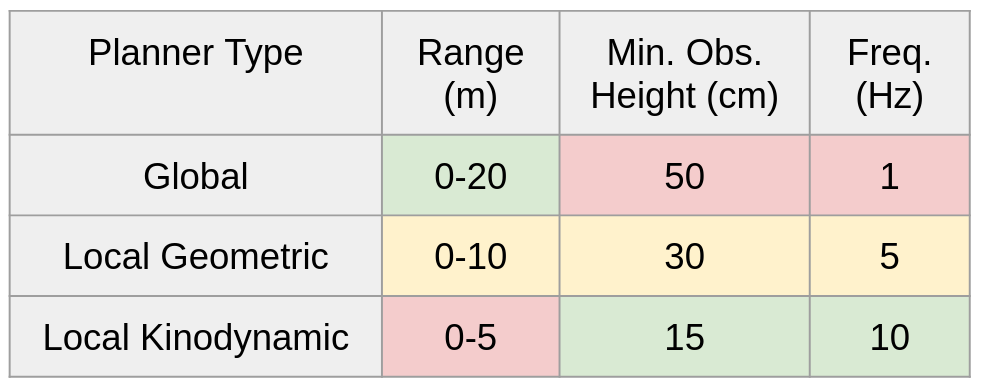 Planner Type Range (m) Min. Obs. Height (cm) Freq. (Hz)
Global 0-20 50 1
Local Geometric 0-10 30 5
Local Kinodynamic 0-5 15 10